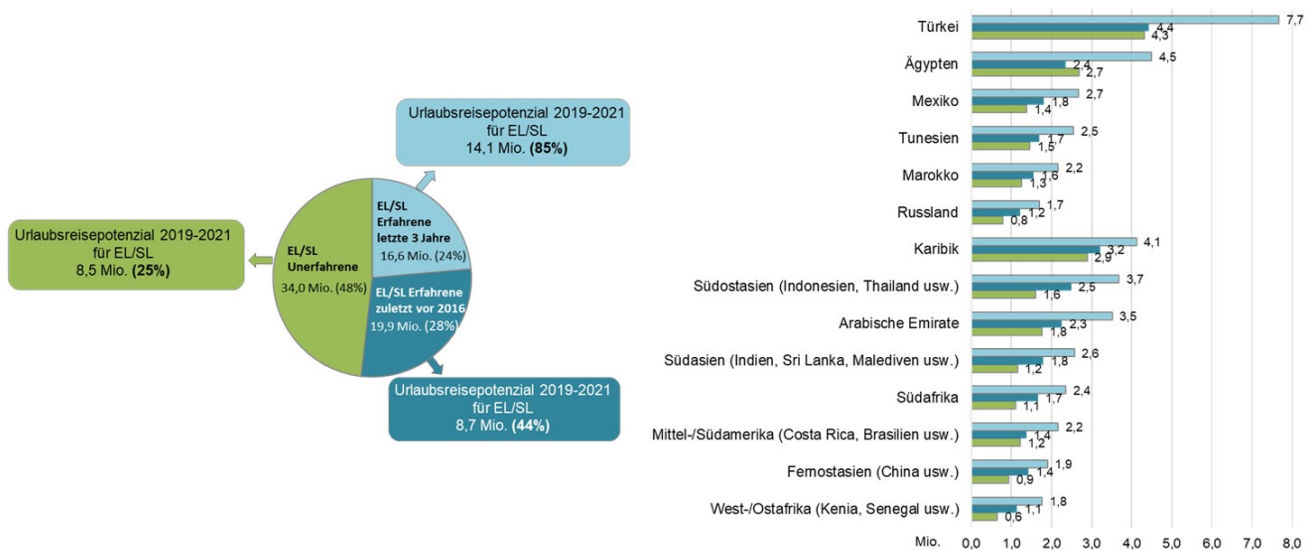 Urlaubsreisepotenzial 2019-2021
für EL/SL
14,1 Mio. (85%)
Urlaubsreisepotenzial 2019-2021
für EL/SL
8,5 Mio. (25%)
EL/SL
Unerfahrene
34,0 Mio. (48%)
EL/SL
Erfahrene
letzte 3 Jahre
16,6 Mio. (24%)
EL/SL Erfahrene
zuletzt vor 2016
19,9 Mio. (28%)
Urlaubsreisepotenzial 2019-2021
für EL/SL
8,7 Mio. (44%)
Türkei
7,7
4,4
4,3
Ägypten
4,5
2,4
2,7
Mexiko
2,7
1,8
1,4
Tunesien
2,5
1,7
1,5
Marokko
2,2
1,6
1,3
Russland
1,7
1,2
0,8
Karibik
4,1
3,2
2,9
Südostasien (Indonesien, Thailand usw.)
3,7
2,5
1,6
Arabische Emirate
3,5
2,3
1,8
Südasien (Indien, Sri Lanka, Malediven usw.)
2,6
1,8
1,2
Südafrika
2,4
1,7
1,1
Mittel-/Südamerika (Costa Rica, Brasilien usw.)
2,2
1,4
1,2
Fernostasien (China usw.)
1,9
1,4
0,9
West-/Ostafrika (Kenia, Senegal usw.)
1,8
1,1
0,6
Mio. 0,0 1,0 2,0 3,0 4,0 5,0 6,0 7,0 8,0